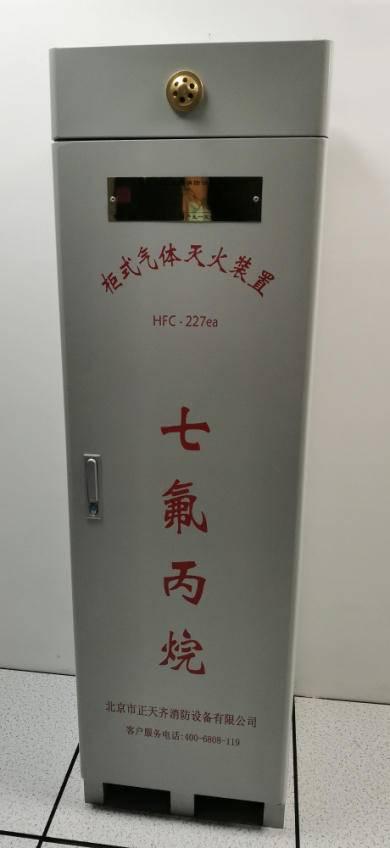 柜式气体灭火装置
HFC - 227ea
七氟丙烷
北京市正天齐消防设备有限公司
客户服务电话:400-6808-119